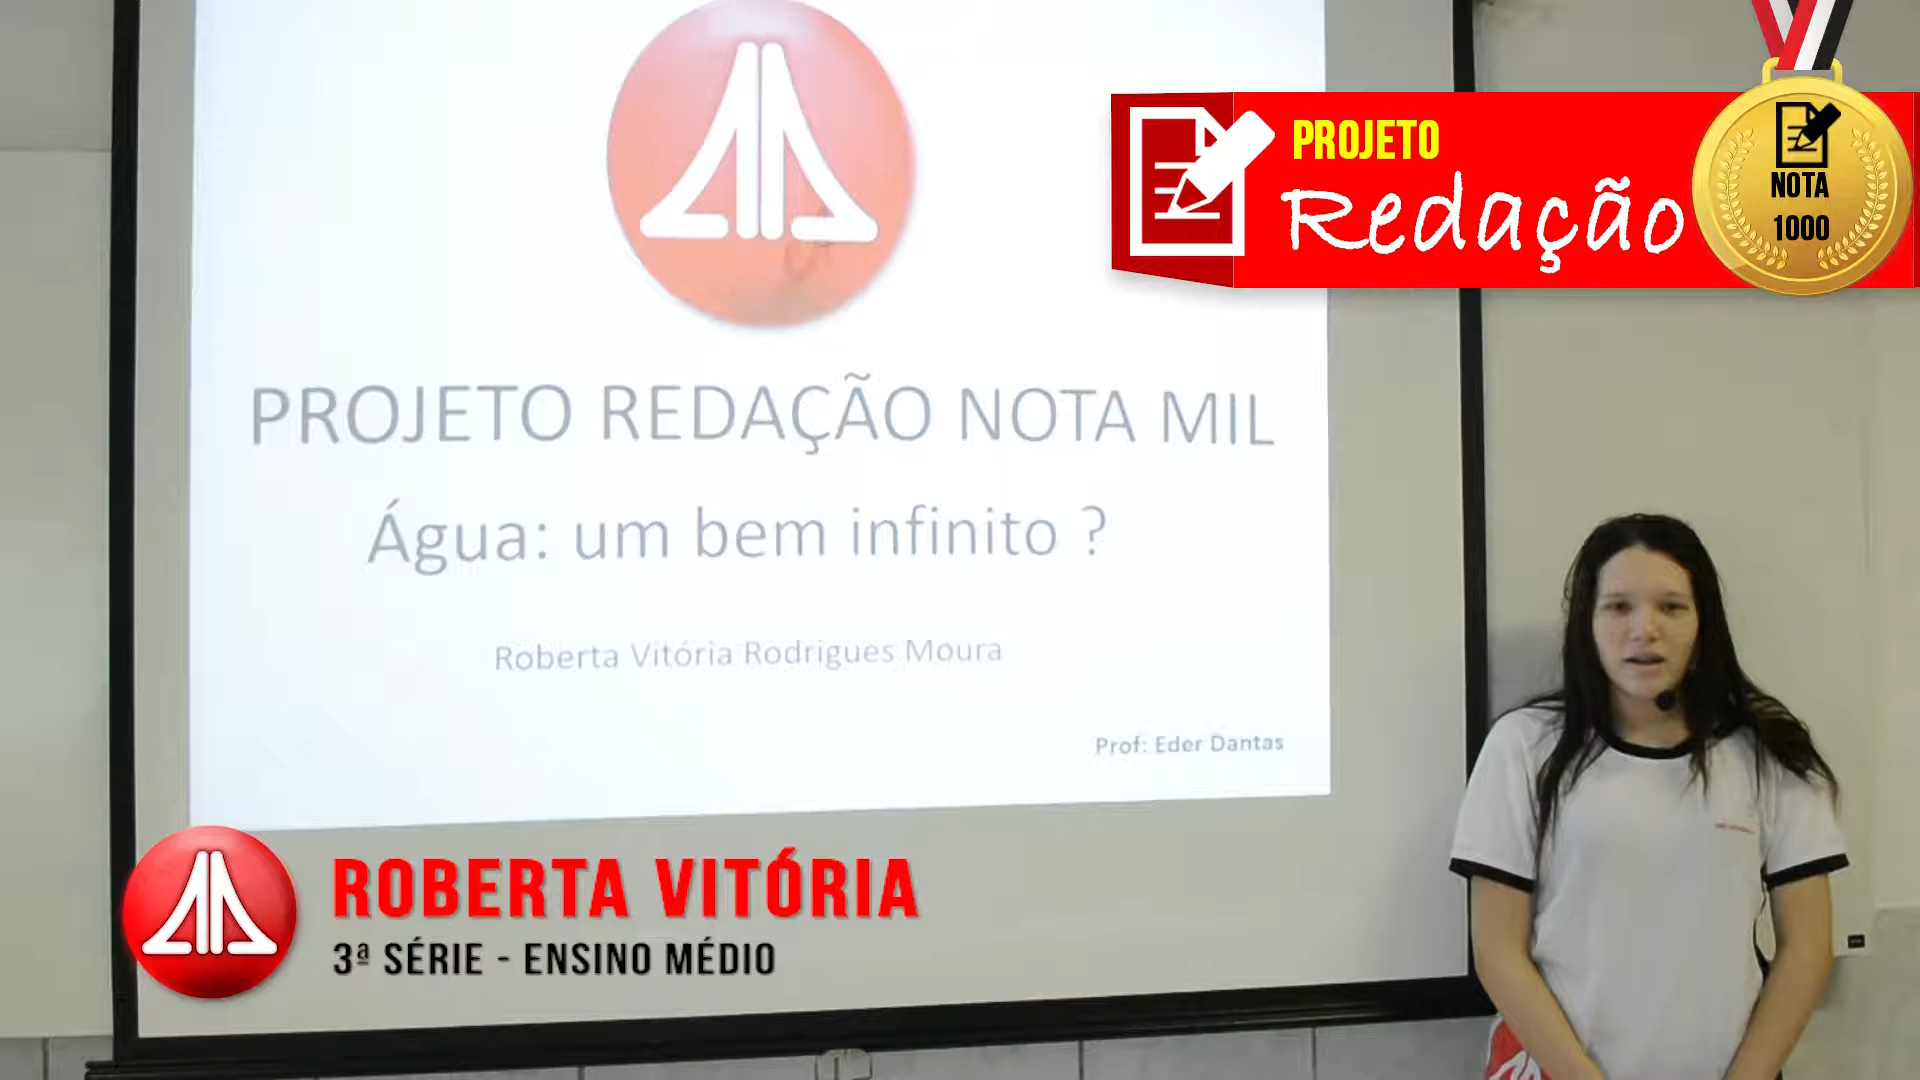 PROJETO
Redação
NOTA
1000
PROJETO REDAÇÃO NOTA MIL
Água: um bem infinito ?
Roberta Vitória Rodrigues Moura
Prof: Eder Dantas
ROBERTA VITÓRIA
3ª SÉRIE - ENSINO MÉDIO